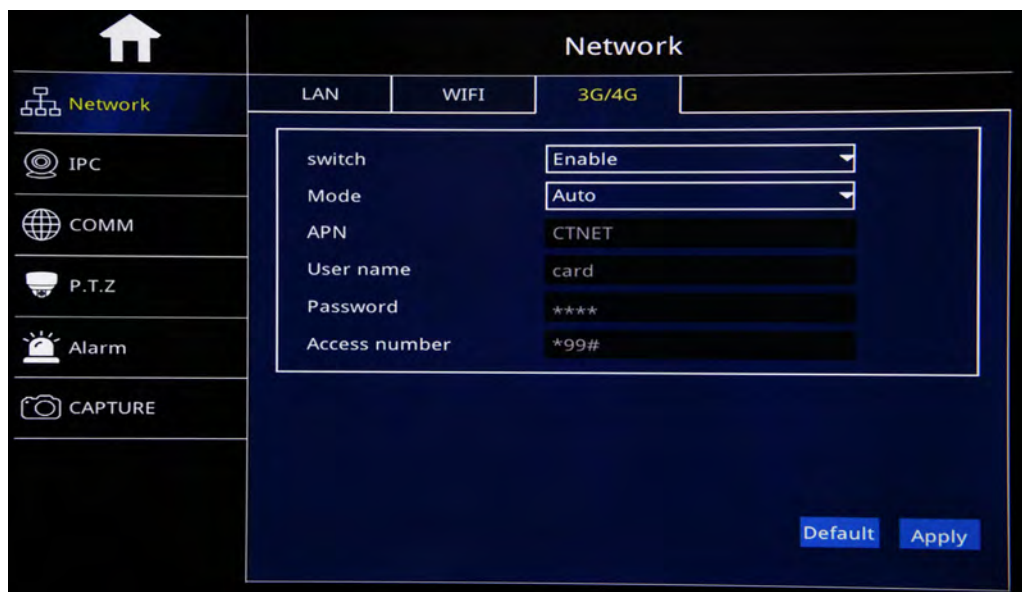 Network
Network
IPC
COMM
P.T.Z
Alarm
CAPTURE
LAN WIFI 3G/4G
switch Enable
Mode Auto
APN CTNET
User name card
Password ****
Access number *99#
Default Apply